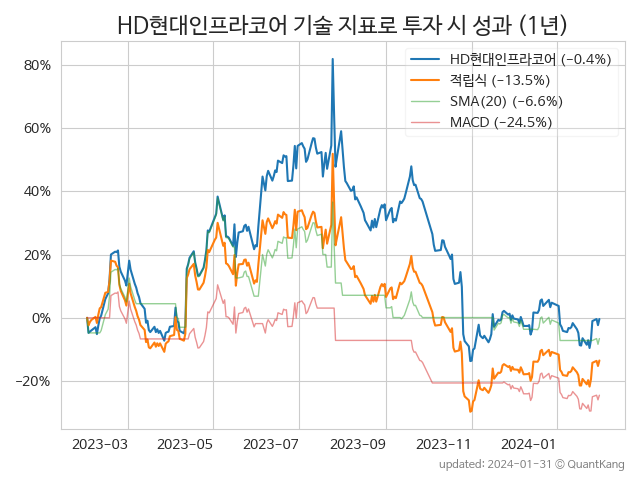 HD현대인프라코어 기술 지표로 투자 시 성과 (1년)
HD현대인프라코어 (−0.4%)
적립식 (−13.5%)
SMA(20) (−6.6%)
MACD (−24.5%)
80%
60%
40%
20%
0%
−20%
2023-03 2023-05 2023-07 2023-09 2023-11 2024-01
updated: 2024-01-31 © QuantKang